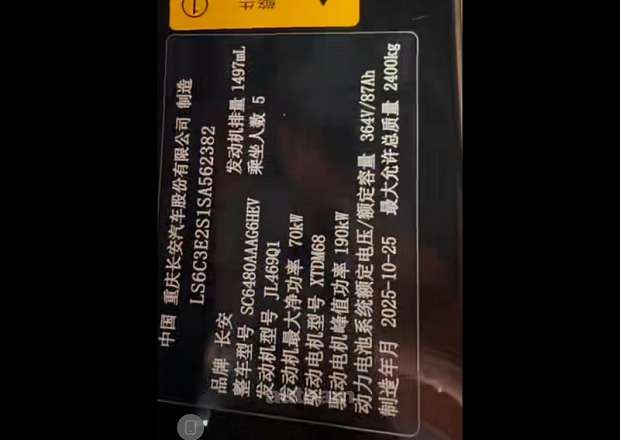 中国 重庆长安汽车股份有限公司 制造
LS6C3E2S1SA562382
品牌 长安
整车型号 SC6480AAAG6HEV 发动机排量 1497mL
发动机型号 JL469Q1 乘坐人数 5
发动机最大净功率 70kW
驱动电机型号 XTDM68
驱动电机峰值功率 190kW
动力电池系统额定电压/额定容量 364V/87Ah
制造年月 2025-10-25 最大允许总质量 2400kg
1